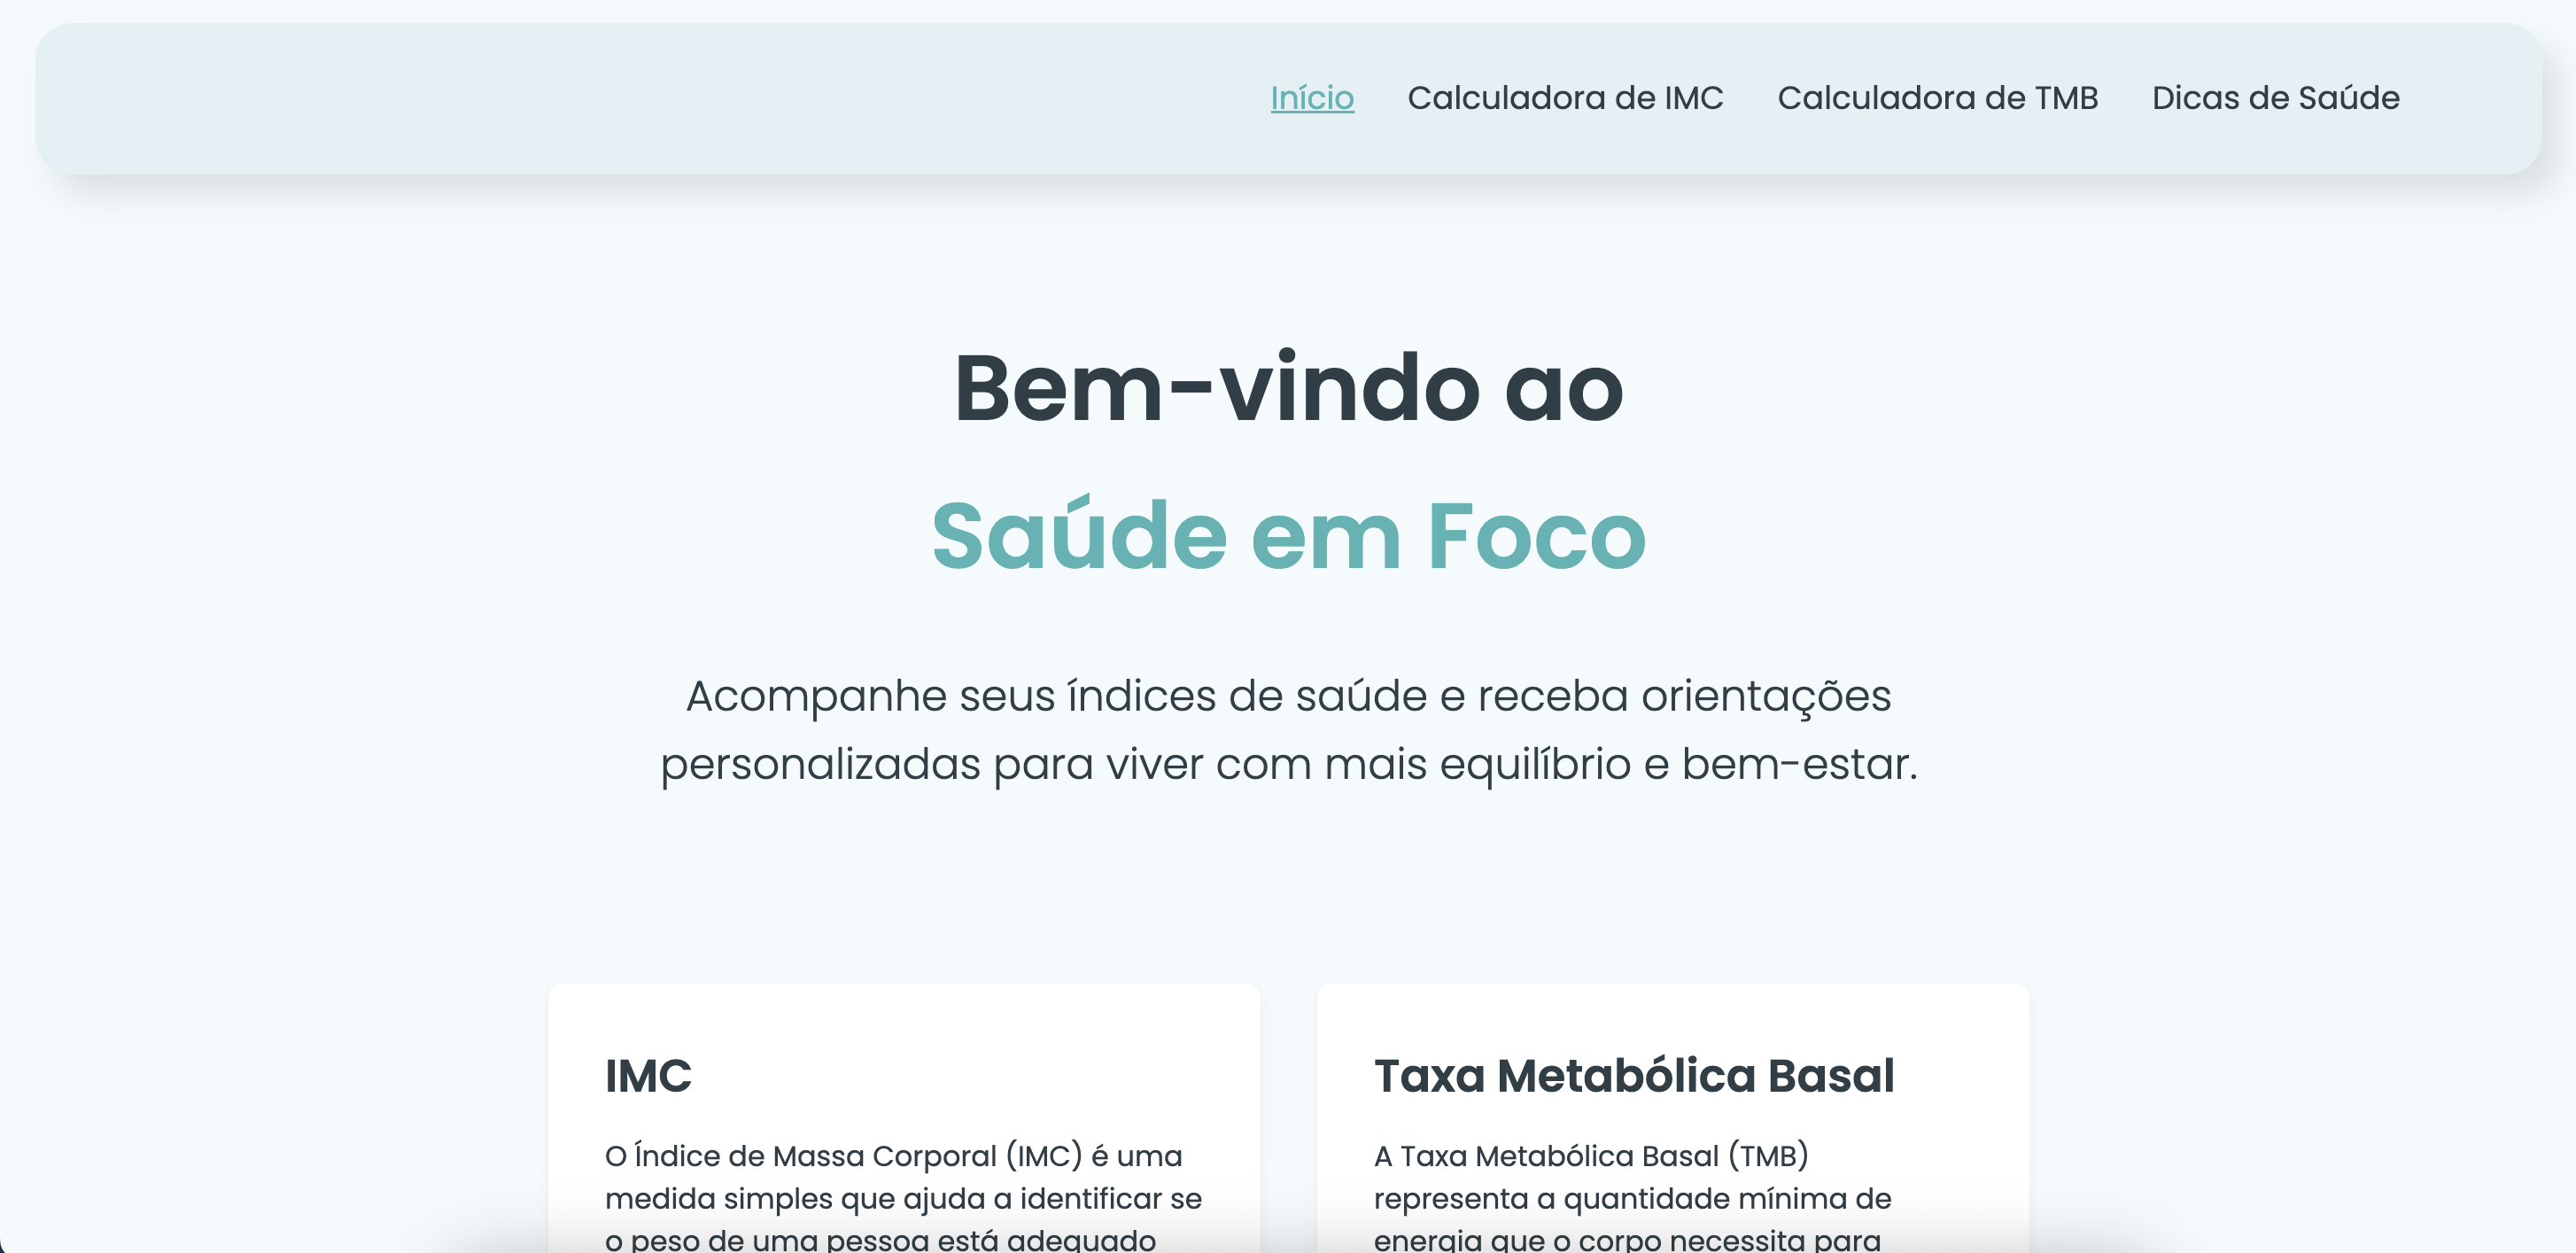 Início Calculadora de IMC Calculadora de TMB Dicas de Saúde
Bem-vindo ao
Saúde em Foco
Acompanhe seus índices de saúde e receba orientações
personalizadas para viver com mais equilíbrio e bem-estar.
IMC
O Índice de Massa Corporal (IMC) é uma
medida simples que ajuda a identificar se
o peso de uma pessoa está adequado
Taxa Metabólica Basal
A Taxa Metabólica Basal (TMB)
representa a quantidade mínima de
energia que o corpo necessita para